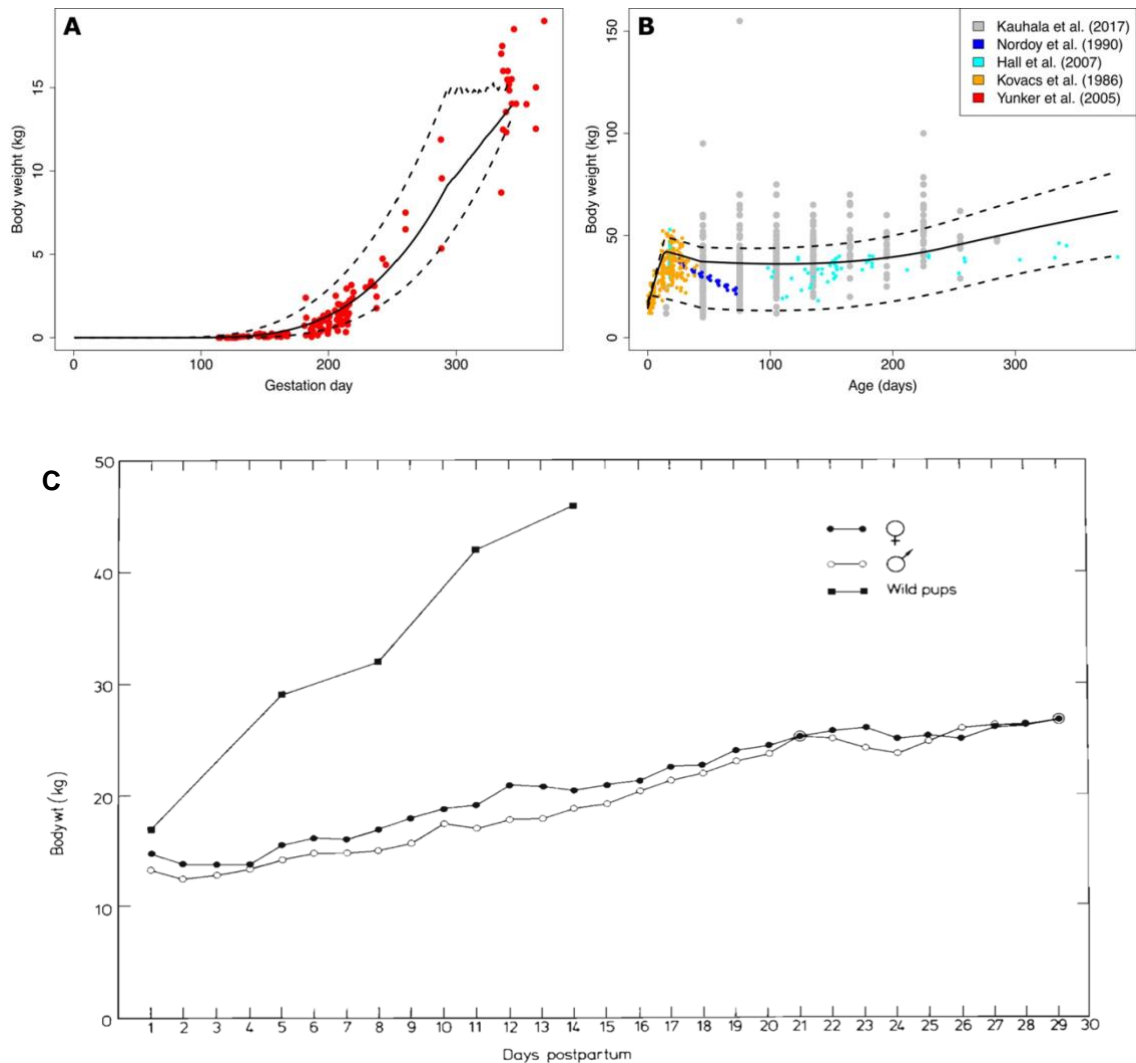 A
Body weight (kg)
0
5
10
15
0
100
200
300
Gestation day
B
Body weight (kg)
0
50
100
150
0
100
200
300
Age (days)
Kauhala et al. (2017)
Nordoy et al. (1990)
Hall et al. (2007)
Kovacs et al. (1986)
Yunker et al. (2005)
C
50
40
30
20
10
0
Body wt (kg)
♀
♂
Wild pups
1 2 3 4 5 6 7 8 9 10 11 12 13 14 15 16 17 18 19 20 21 22 23 24 25 26 27 28 29 30
Days postpartum